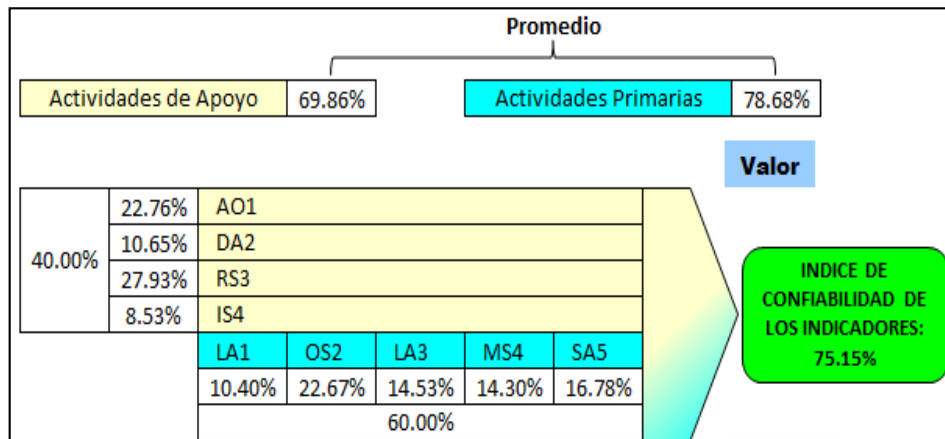 Promedio
Actividades de Apoyo 69.86% Actividades Primarias 78.68%
Valor
40.00%
22.76% AO1
10.65% DA2
27.93% RS3
8.53% IS4
LA1 OS2 LA3 MS4 SA5
10.40% 22.67% 14.53% 14.30% 16.78%
60.00%
INDICE DE
CONFIABILIDAD DE
LOS INDICADORES:
75.15%